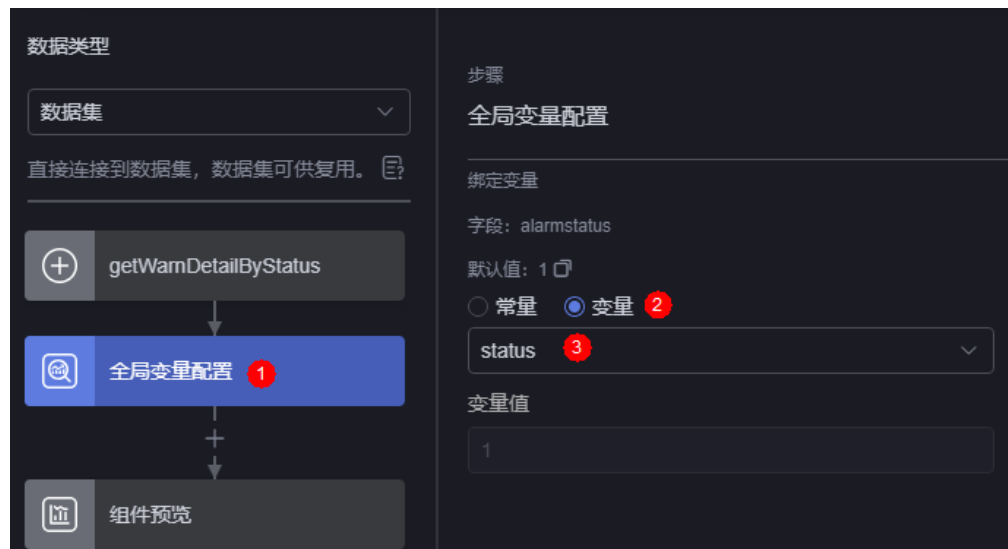 数据类型
数据集
直接连接到数据集，数据集可供复用。
getWarnDetailByStatus
全局变量配置 1
组件预览
步骤
全局变量配置
绑定变量
字段：alarmstatus
默认值：1
常量 变量 2
status 3
变量值
1